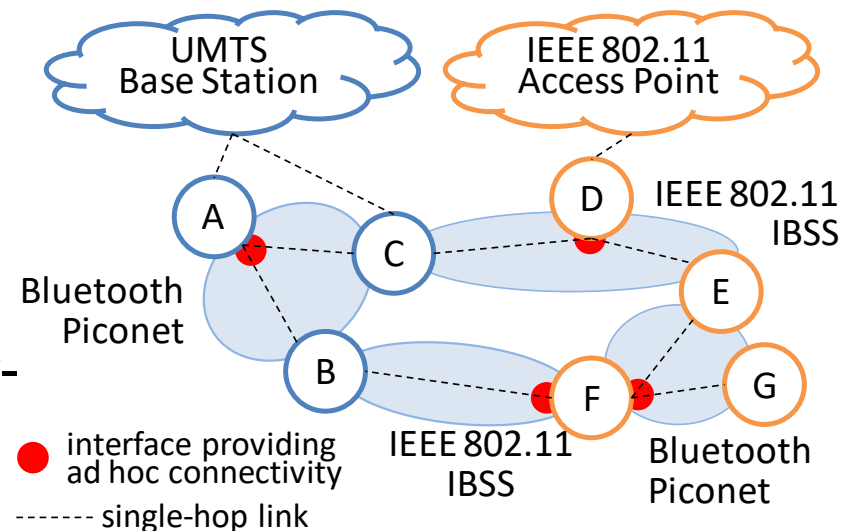 UMTS
Base Station
IEEE 802.11
Access Point
A
D
IEEE 802.11
IBSS
C
E
Bluetooth
Piconet
B
F
G
IEEE 802.11
IBSS
Bluetooth
Piconet
interface providing
ad hoc connectivity
single-hop link